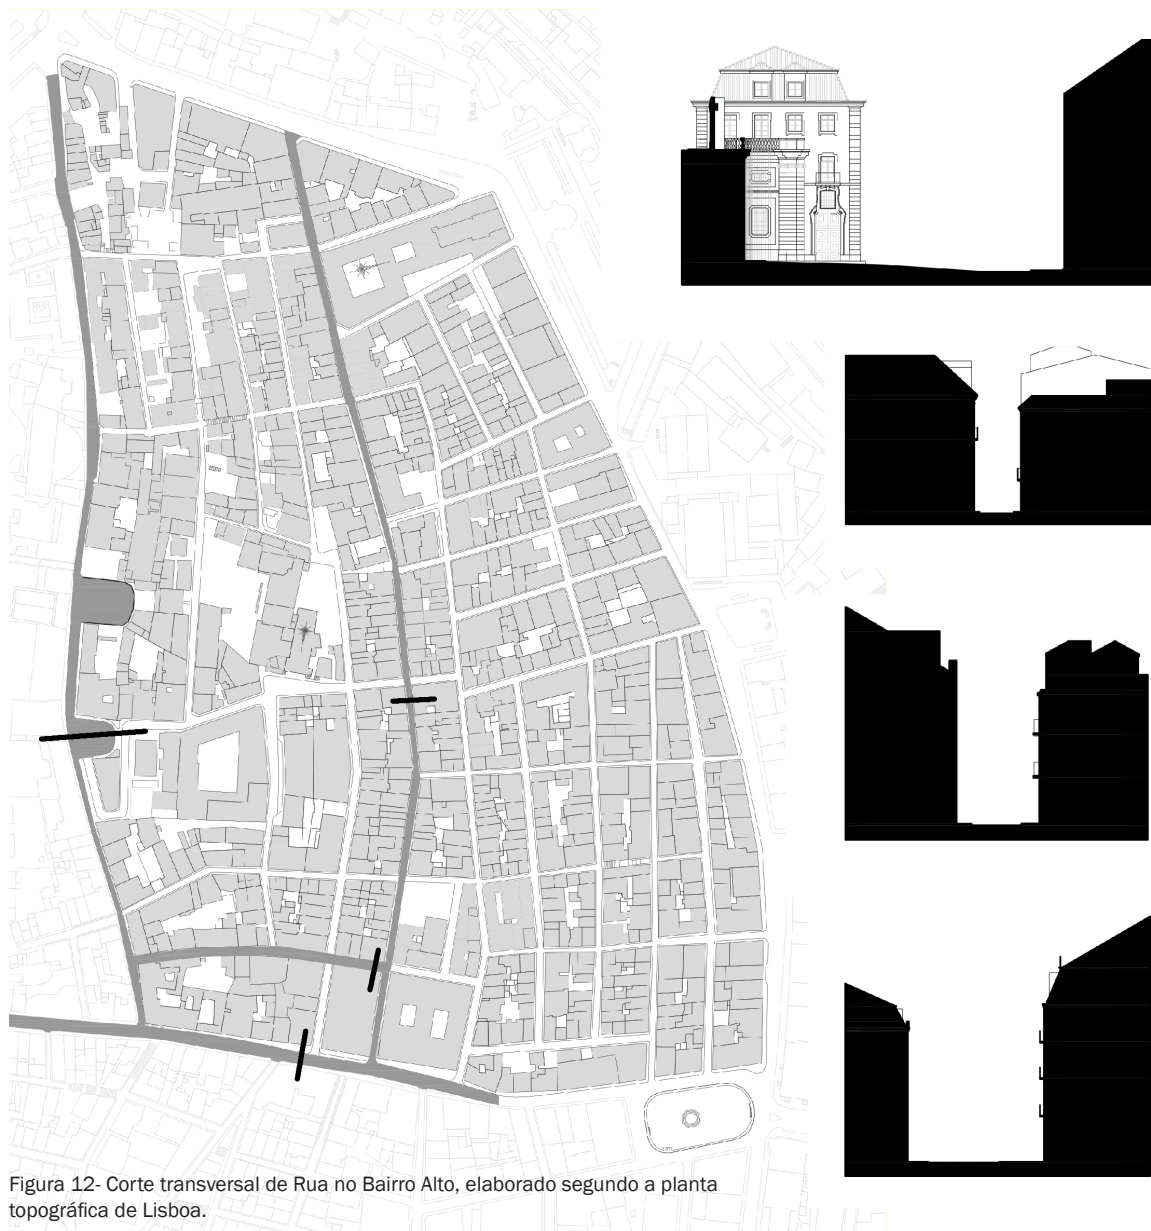 Figura 12- Corte transversal de Rua no Bairro Alto, elaborado segundo a planta
topográfica de Lisboa.